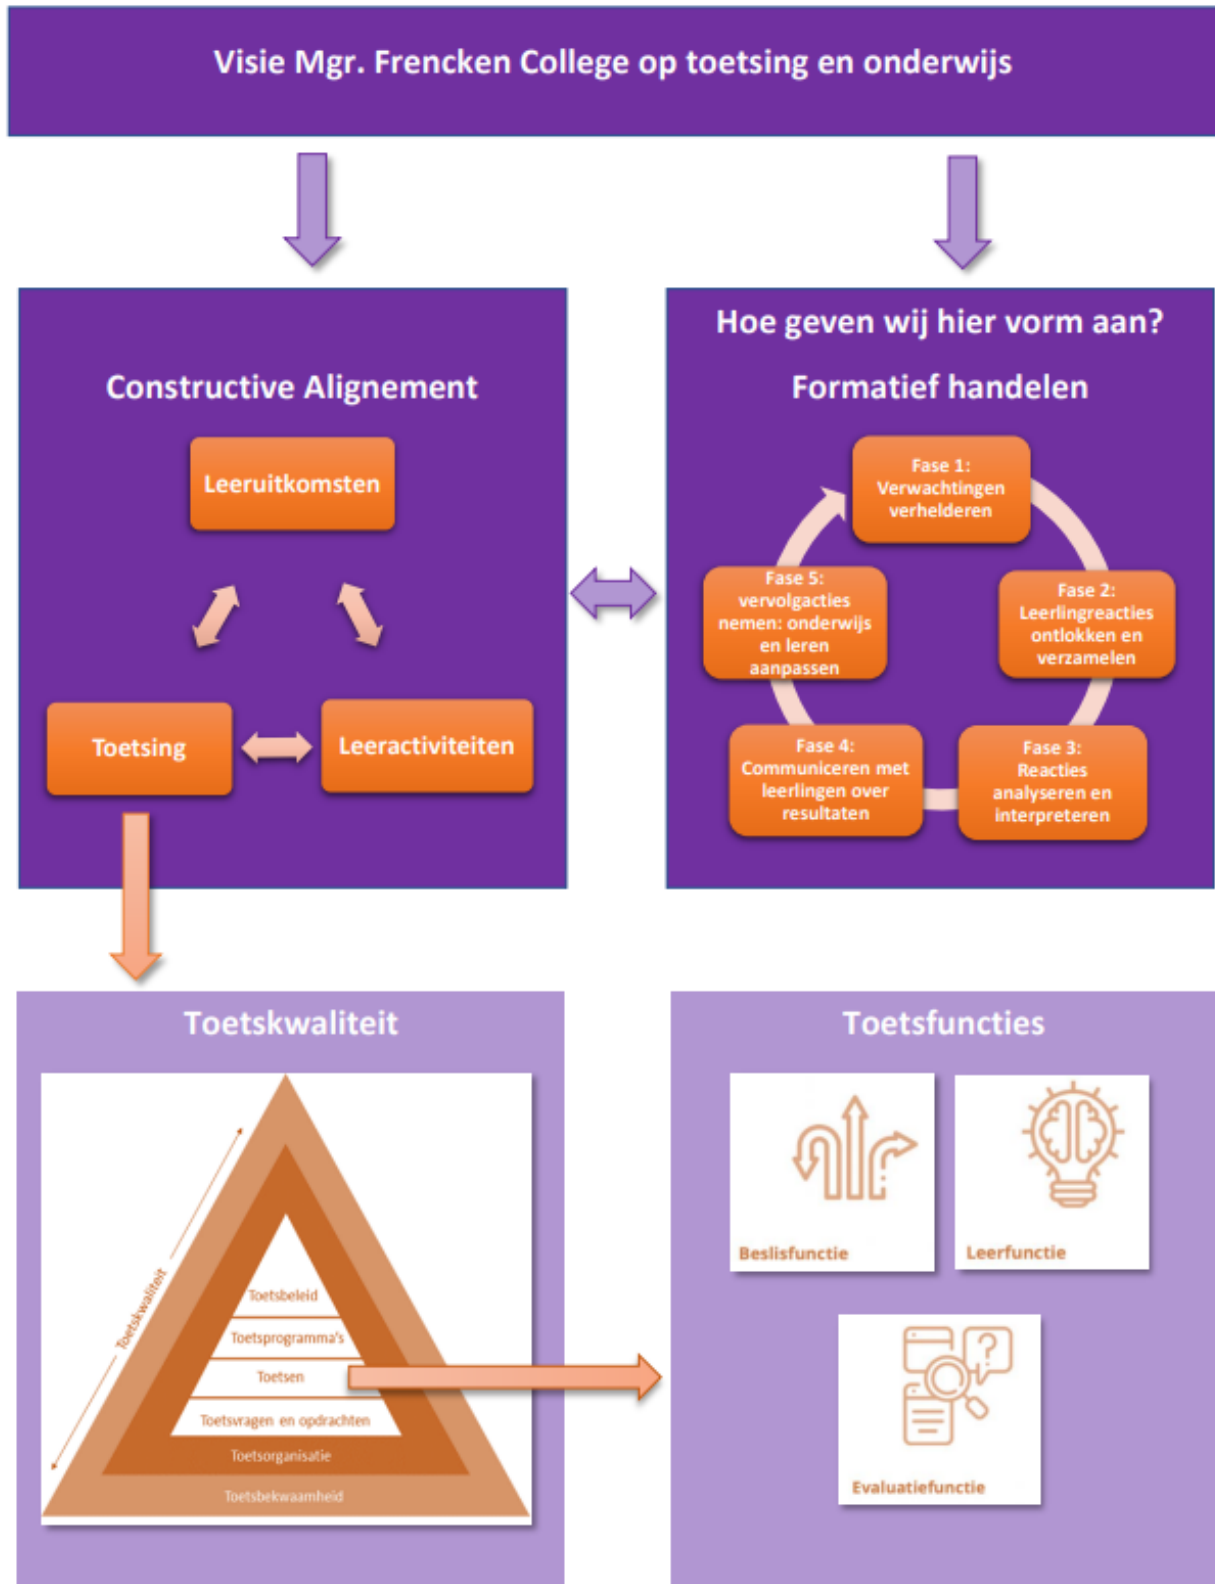 Visie Mgr. Frencken College op toetsing en onderwijs
Constructive Alignement
Leeruitkomsten
Toetsing
Leeractiviteiten
Hoe geven wij hier vorm aan?
Formatief handelen
Fase 1:
Verwachtingen
verhelderen
Fase 2:
Leerlingreacties
ontlokken en
verzamelen
Fase 3:
Reacties
analyseren en
interpreteren
Fase 4:
Communiceren met
leerlingen over
resultaten
Fase 5:
vervolgacties
nemen: onderwijs
en leren
aanpassen
Toetskwaliteit
Toetskwaliteit
Toetsbeleid
Toetsprogramma's
Toetsen
Toetsvragen en opdrachten
Toetsorganisatie
Toetsbekwaamheid
Toetsfuncties
Beslisfunctie
Leerfunctie
?
Evaluatiefunctie